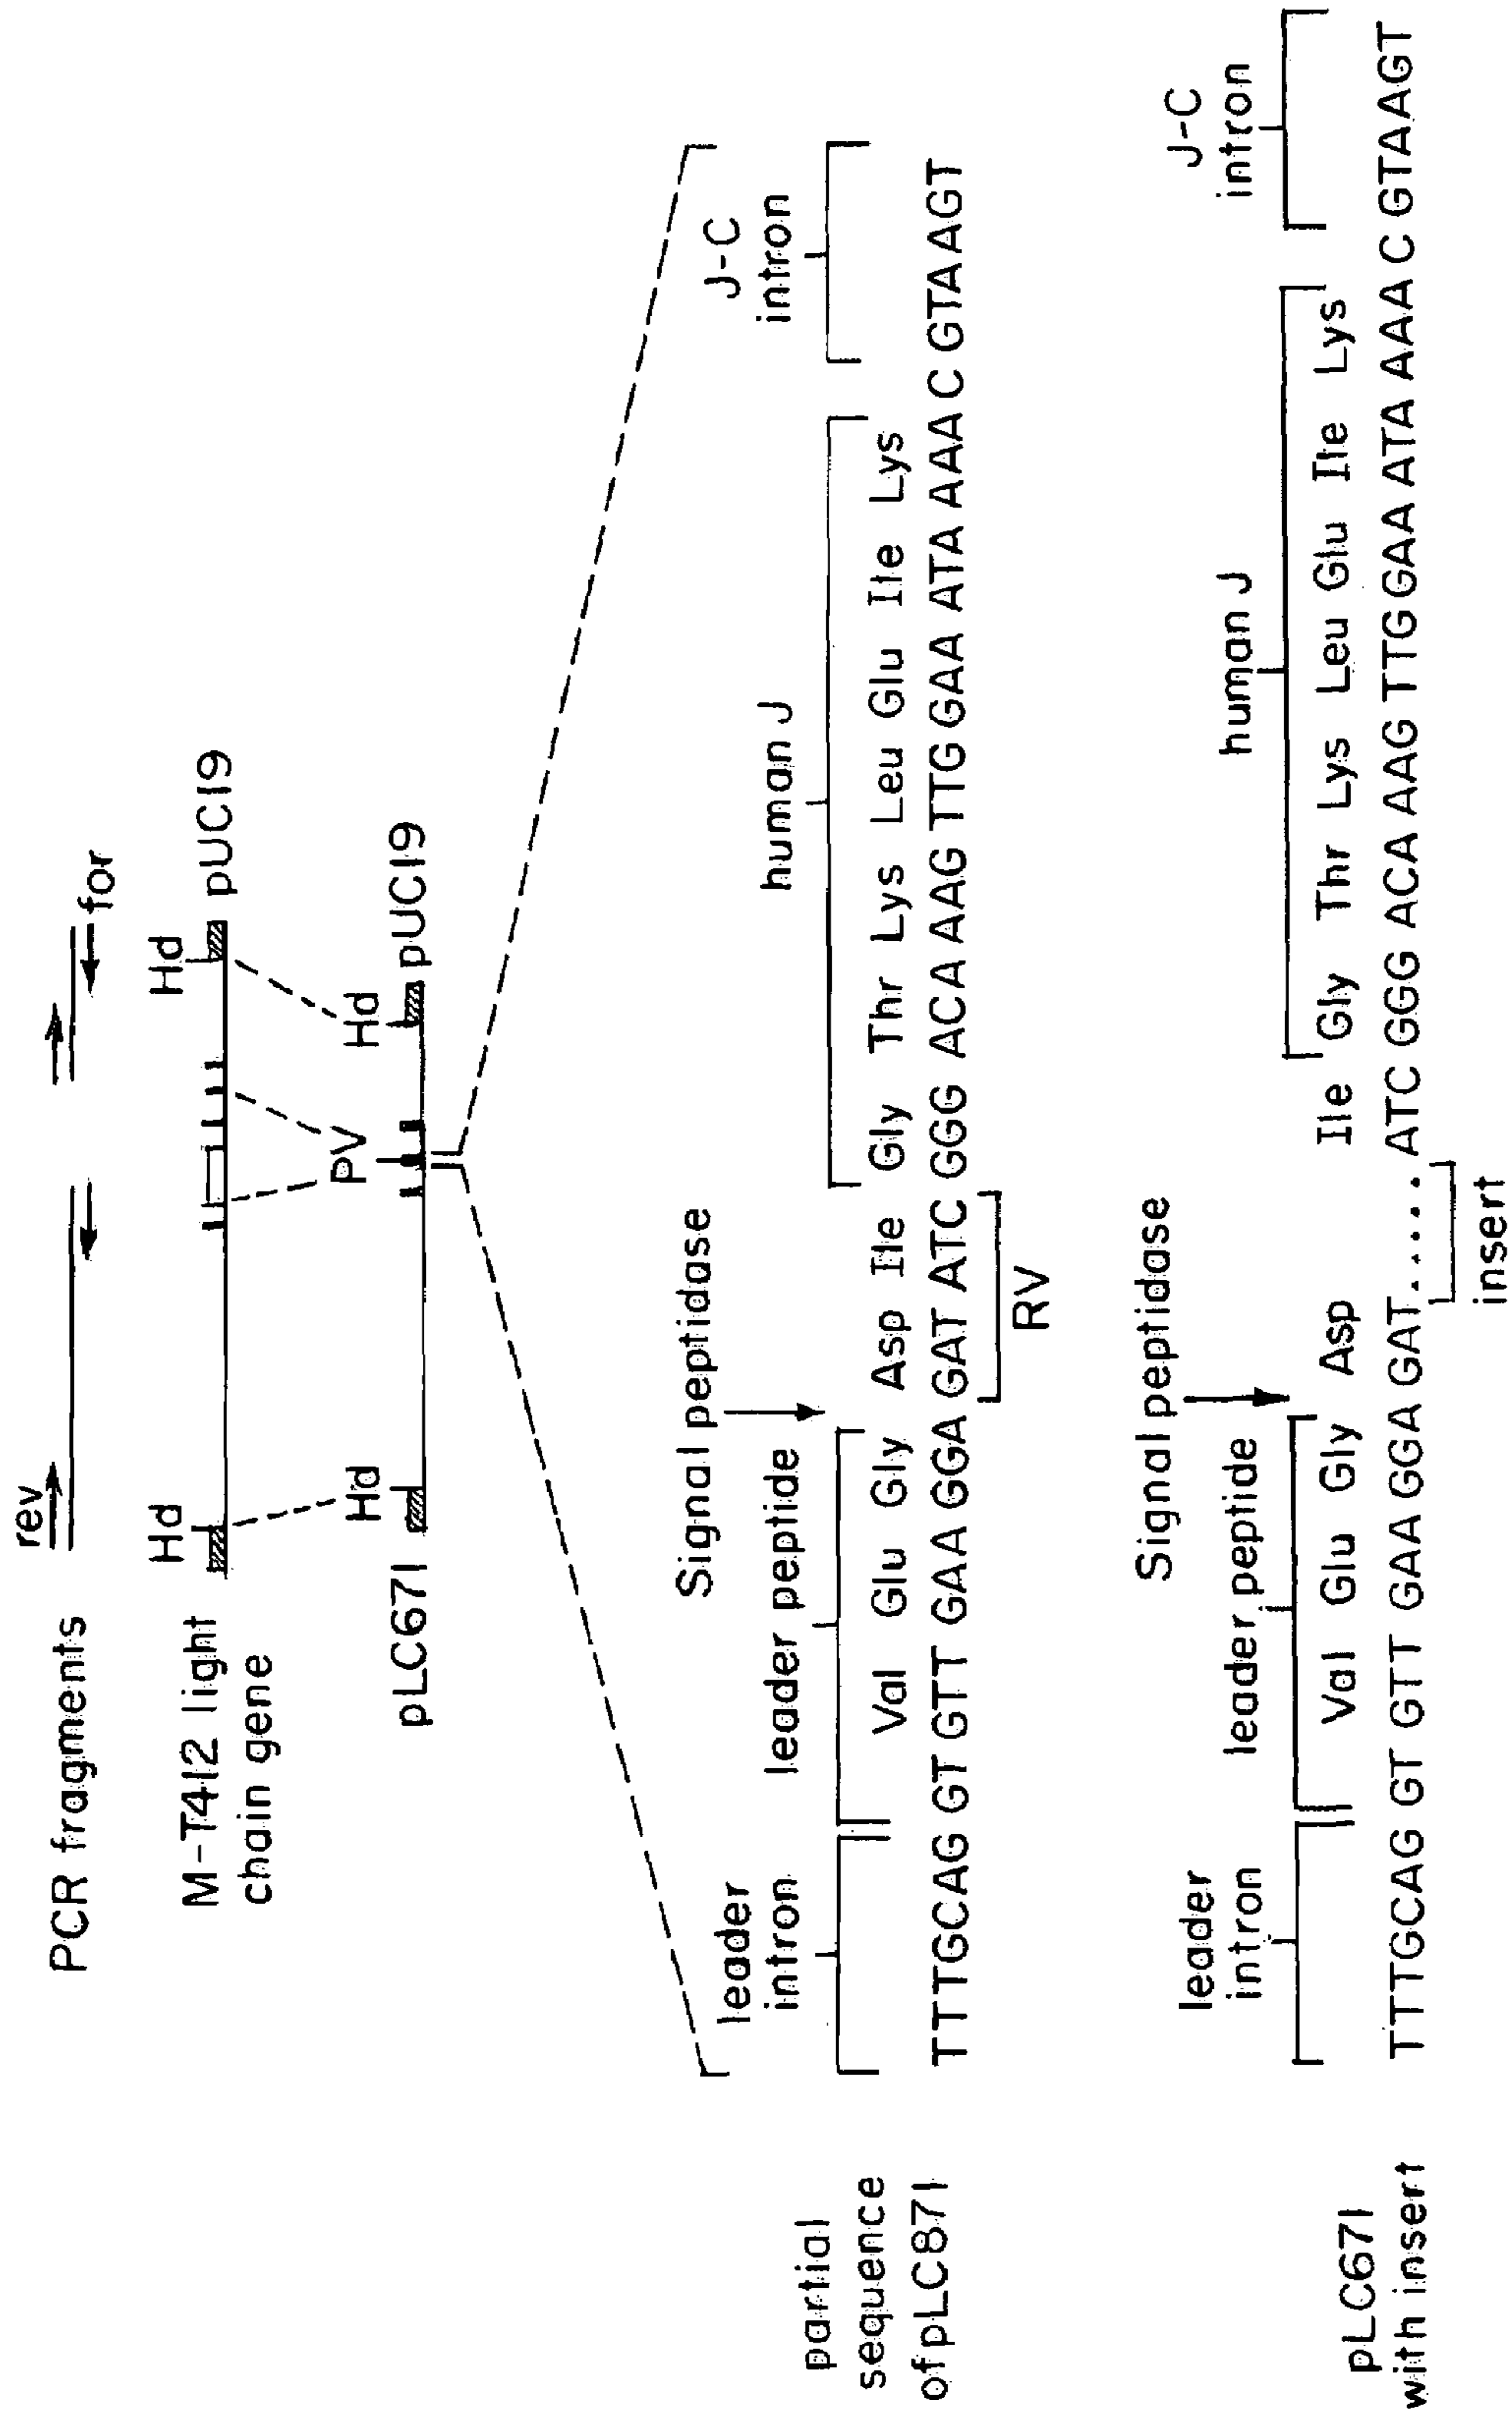 PCR fragments
rev
for
M-T412 light
chain gene
Hd
Hd
pUC19
pLC671
Hd
PV
Hd
pUC19
partial
sequence
of pLC871
Signal peptidase
leader
intron
leader peptide
human J
J-C
intron
Val Glu Gly Asp Ile Gly Thr Lys Leu Glu Ile Lys
TTTGCAG GT GTT GAA GGA GAT ATC GGG ACA AAG TTG GAA ATA AAA C GTAAGT
RV
pLC671
with insert
Signal peptidase
leader
intron
leader peptide
human J
J-C
intron
Val Glu Gly Asp Ile Gly Thr Lys Leu Glu Ile Lys
TTTGCAG GT GTT GAA GGA GAT..... ATC GGG ACA AAG TTG GAA ATA AAA C GTAAGT
insert